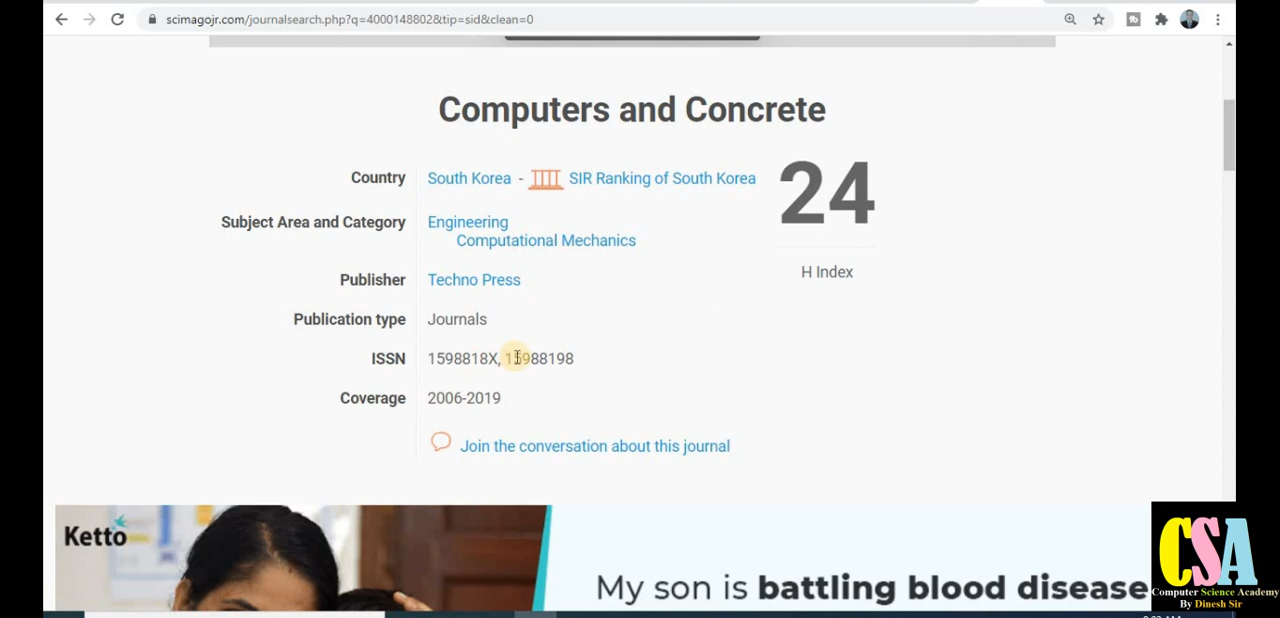 scimagojr.com/journalsearch.php?q=4000148802&tip=sid&clean=0
Computers and Concrete
Country South Korea - SIR Ranking of South Korea
24
Subject Area and Category Engineering
Computational Mechanics
H Index
Publisher Techno Press
Publication type Journals
ISSN 1598818X, 15988198
Coverage 2006-2019
Join the conversation about this journal
Ketto
My son is battling blood disease
CSA
Computer Science Academy
By Dinesh Sir